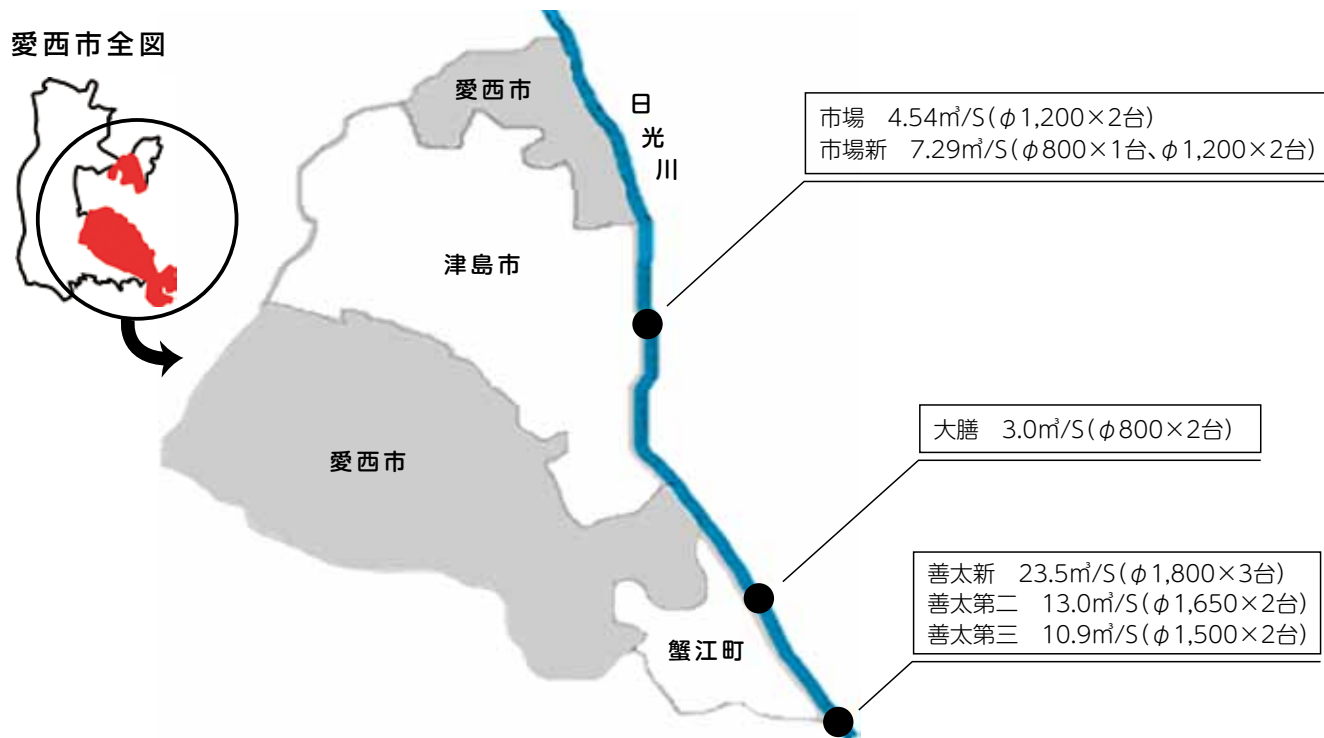 愛西市全図
愛西市
日光川
市場 4.54㎥/S(φ1,200×2台)
市場新 7.29㎥/S(φ800×1台、φ1,200×2台)
津島市
大膳 3.0㎥/S(φ800×2台)
愛西市
善太新 23.5㎥/S(φ1,800×3台)
善太第二 13.0㎥/S(φ1,650×2台)
善太第三 10.9㎥/S(φ1,500×2台)
蟹江町